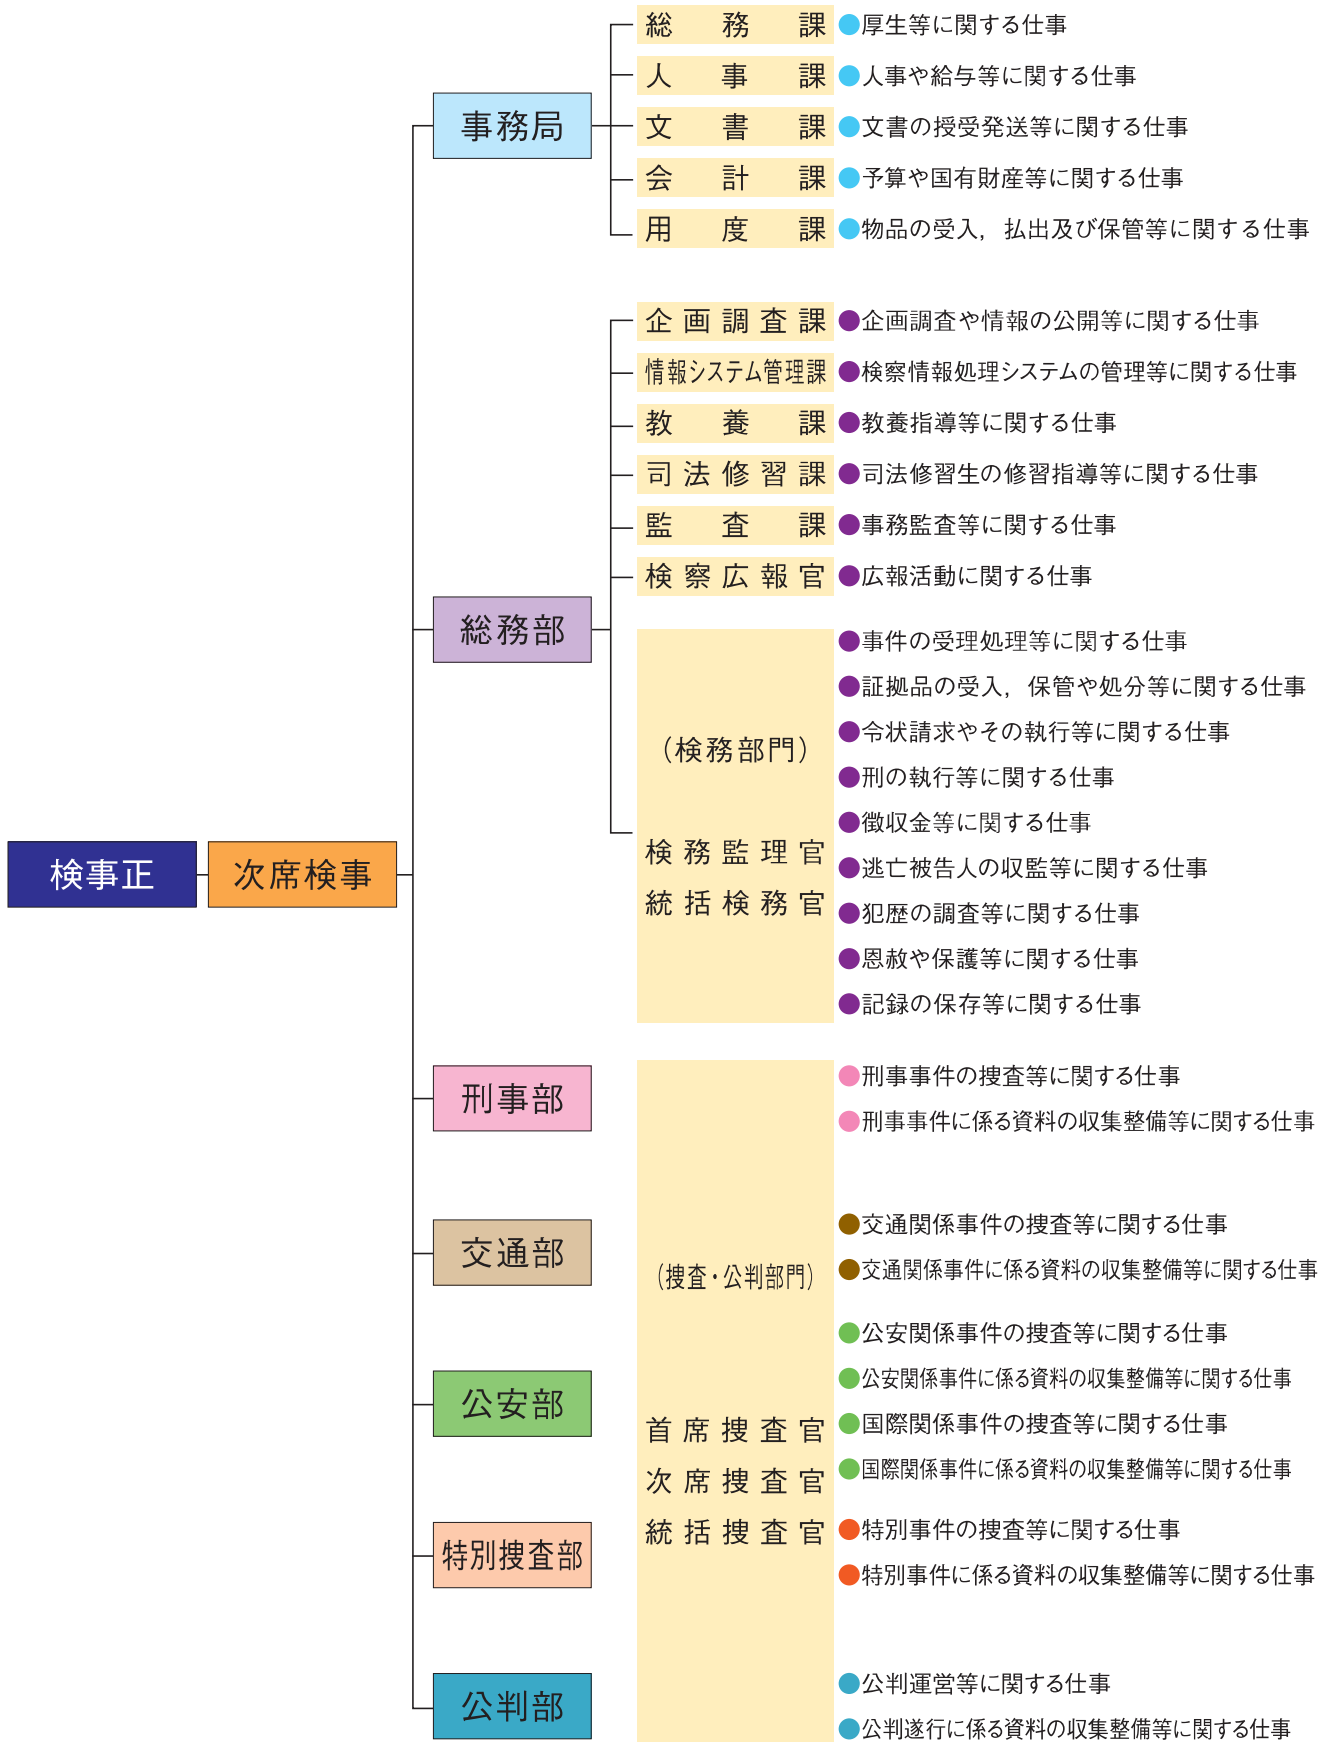 検事正
次席検事
事務局
総務課
●厚生等に関する仕事
人事課
●人事や給与等に関する仕事
文書課
●文書の授受発送等に関する仕事
会計課
●予算や国有財産等に関する仕事
用度課
●物品の受入，払出及び保管等に関する仕事
総務部
企画調査課
●企画調査や情報の公開等に関する仕事
情報システム管理課
●検察情報処理システムの管理等に関する仕事
教養課
●教養指導等に関する仕事
司法修習課
●司法修習生の修習指導等に関する仕事
監査課
●事務監査等に関する仕事
検察広報官
●広報活動に関する仕事
（検務部門）
検務監理官
統括検務官
●事件の受理処理等に関する仕事
●証拠品の受入，保管や処分等に関する仕事
●令状請求やその執行等に関する仕事
●刑の執行等に関する仕事
●徴収金等に関する仕事
●逃亡被告人の収監等に関する仕事
●犯歴の調査等に関する仕事
●恩赦や保護等に関する仕事
●記録の保存等に関する仕事
刑事部
交通部
公安部
特別捜査部
公判部
（捜査・公判部門）
首席捜査官
次席捜査官
統括捜査官
●刑事事件の捜査等に関する仕事
●刑事事件に係る資料の収集整備等に関する仕事
●交通関係事件の捜査等に関する仕事
●交通関係事件に係る資料の収集整備等に関する仕事
●公安関係事件の捜査等に関する仕事
●公安関係事件に係る資料の収集整備等に関する仕事
●国際関係事件の捜査等に関する仕事
●国際関係事件に係る資料の収集整備等に関する仕事
●特別事件の捜査等に関する仕事
●特別事件に係る資料の収集整備等に関する仕事
●公判運営等に関する仕事
●公判遂行に係る資料の収集整備等に関する仕事